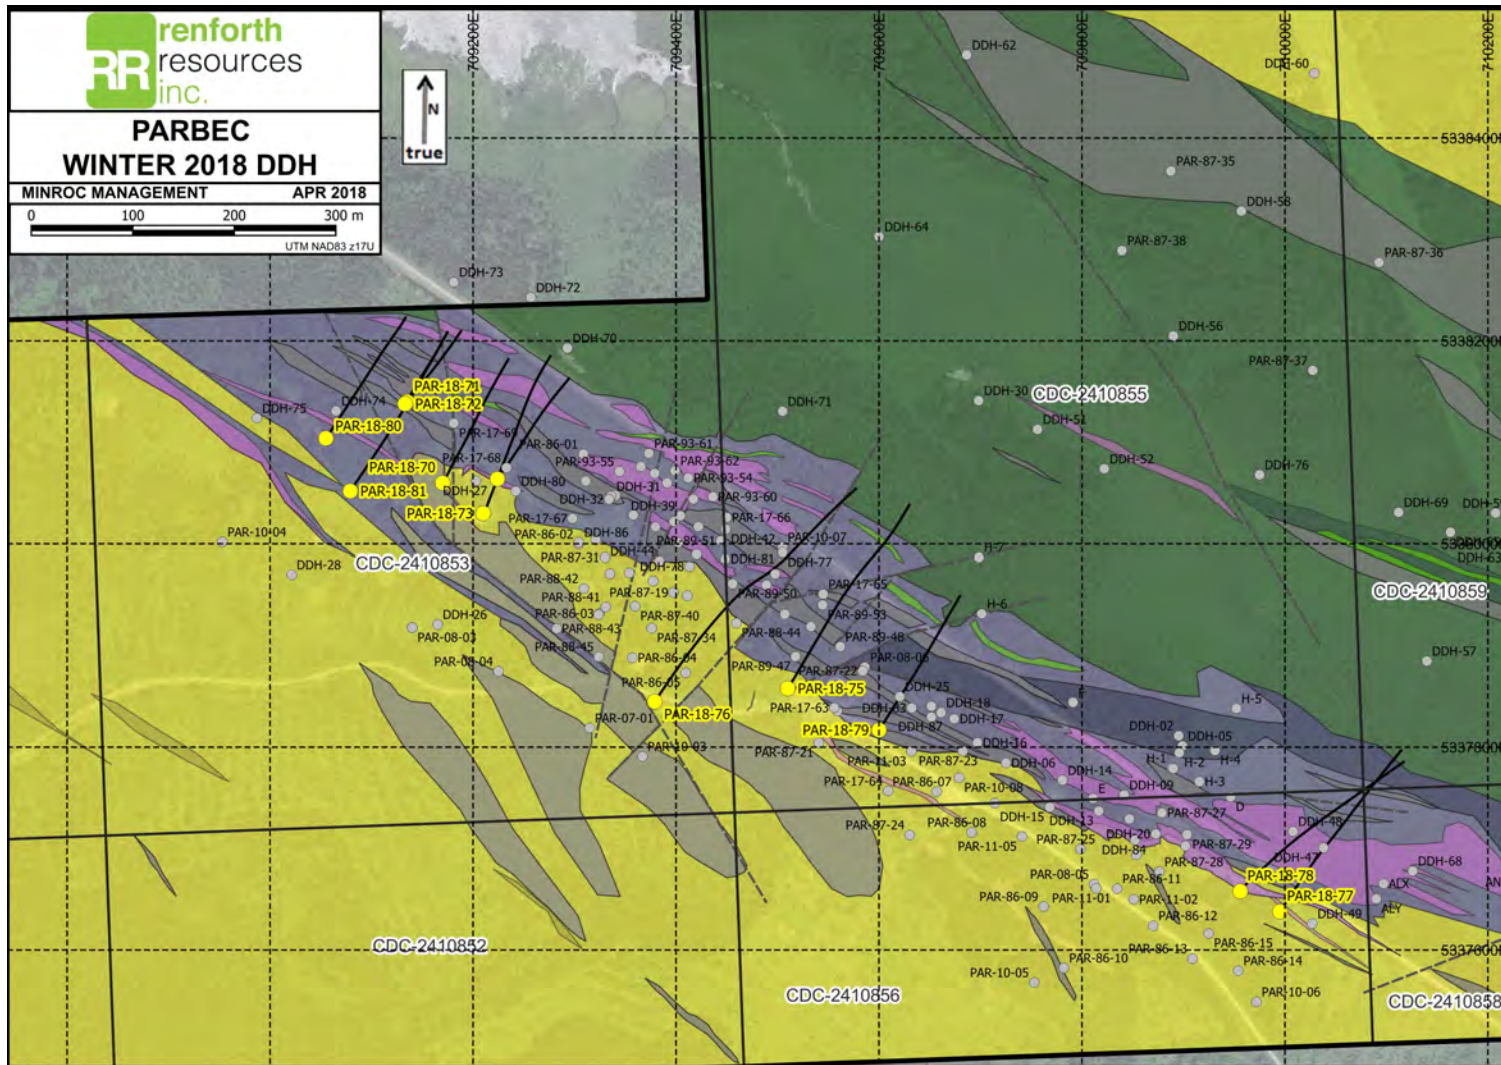 renforth
RR resources
inc.
PARBEC
WINTER 2018 DDH
MINROC MANAGEMENT APR 2018
0 100 200 300 m
UTM NAD83 z17U
N
true
709200E
709400E
709600E
709800E
710000E
710200E
DDH-62
DDH-60
5338400N
PAR-87-35
DDH-58
DDH-64
PAR-87-38
PAR-87-36
DDH-73
DDH-72
DDH-56
5338200N
DDH-70
PAR-87-37
PAR-18-71
DDH-30
CDC-2410855
PAR-18-72
DDH-74
DDH-75
DDH-71
PAR-18-80
DDH-51
PAR-17-69
PAR-86-01
PAR-93-61
PAR-18-70
PAR-17-68
PAR-93-55
PAR-93-62
DDH-52
DDH-76
PAR-93-54
PAR-18-81
DDH-27
DDH-80
DDH-32
DDH-31
PAR-93-60
DDH-69
PAR-18-73
PAR-17-67
DDH-39
PAR-17-66
PAR-10-04
PAR-86-02
DDH-86
PAR-89-51
DDH-42
PAR-10-07
CDC-2410853
PAR-87-31
DDH-44
DDH-81
DDH-77
H-7
DDH-63
DDH-28
PAR-88-42
DDH-78
PAR-17-65
PAR-88-41
PAR-87-19
PAR-89-50
CDC-2410859
DDH-26
PAR-86-03
PAR-87-40
PAR-89-53
H-6
PAR-08-03
PAR-88-43
PAR-87-34
PAR-88-44
PAR-89-48
PAR-88-45
PAR-86-04
PAR-89-47
PAR-08-06
DDH-57
PAR-08-04
PAR-87-22
PAR-86-05
PAR-18-75
DDH-25
PAR-18-76
PAR-17-63
DDH-33
DDH-18
F
H-5
PAR-07-01
PAR-18-79
DDH-87
DDH-17
DDH-02
DDH-05
PAR-10-03
PAR-87-21
DDH-16
H-1
H-4
PAR-11-03
PAR-87-23
DDH-06
H-2
PAR-17-64
PAR-86-07
PAR-10-08
DDH-14
H-3
E
DDH-09
D
PAR-87-24
PAR-86-08
DDH-15
DDH-13
PAR-87-27
DDH-48
PAR-11-05
PAR-87-25
DDH-20
PAR-87-29
DDH-84
PAR-87-28
DDH-47
DDH-68
PAR-08-05
PAR-86-11
PAR-18-78
ALX
PAR-86-09
PAR-11-01
PAR-11-02
PAR-18-77
ALY
PAR-86-12
DDH-49
CDC-2410852
PAR-86-13
PAR-86-15
PAR-86-10
PAR-86-14
PAR-10-05
CDC-2410856
PAR-10-06
CDC-2410858